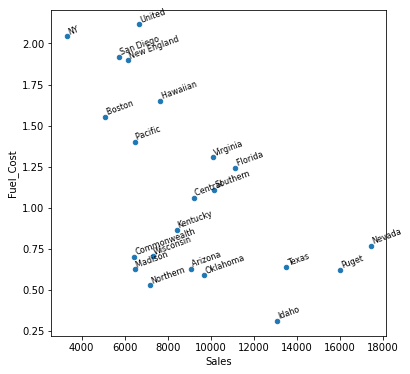 United
NY
San Diego
New England
Hawaiian
Boston
Pacific
Virginia
Florida
Southern
Central
Kentucky
Nevada
Commonwealth
Wisconsin
Madison
Arizona
Texas
Puget
Oklahoma
Northern
Idaho
2.00
1.75
1.50
1.25
1.00
0.75
0.50
0.25
Fuel_Cost
4000 6000 8000 10000 12000 14000 16000 18000
Sales